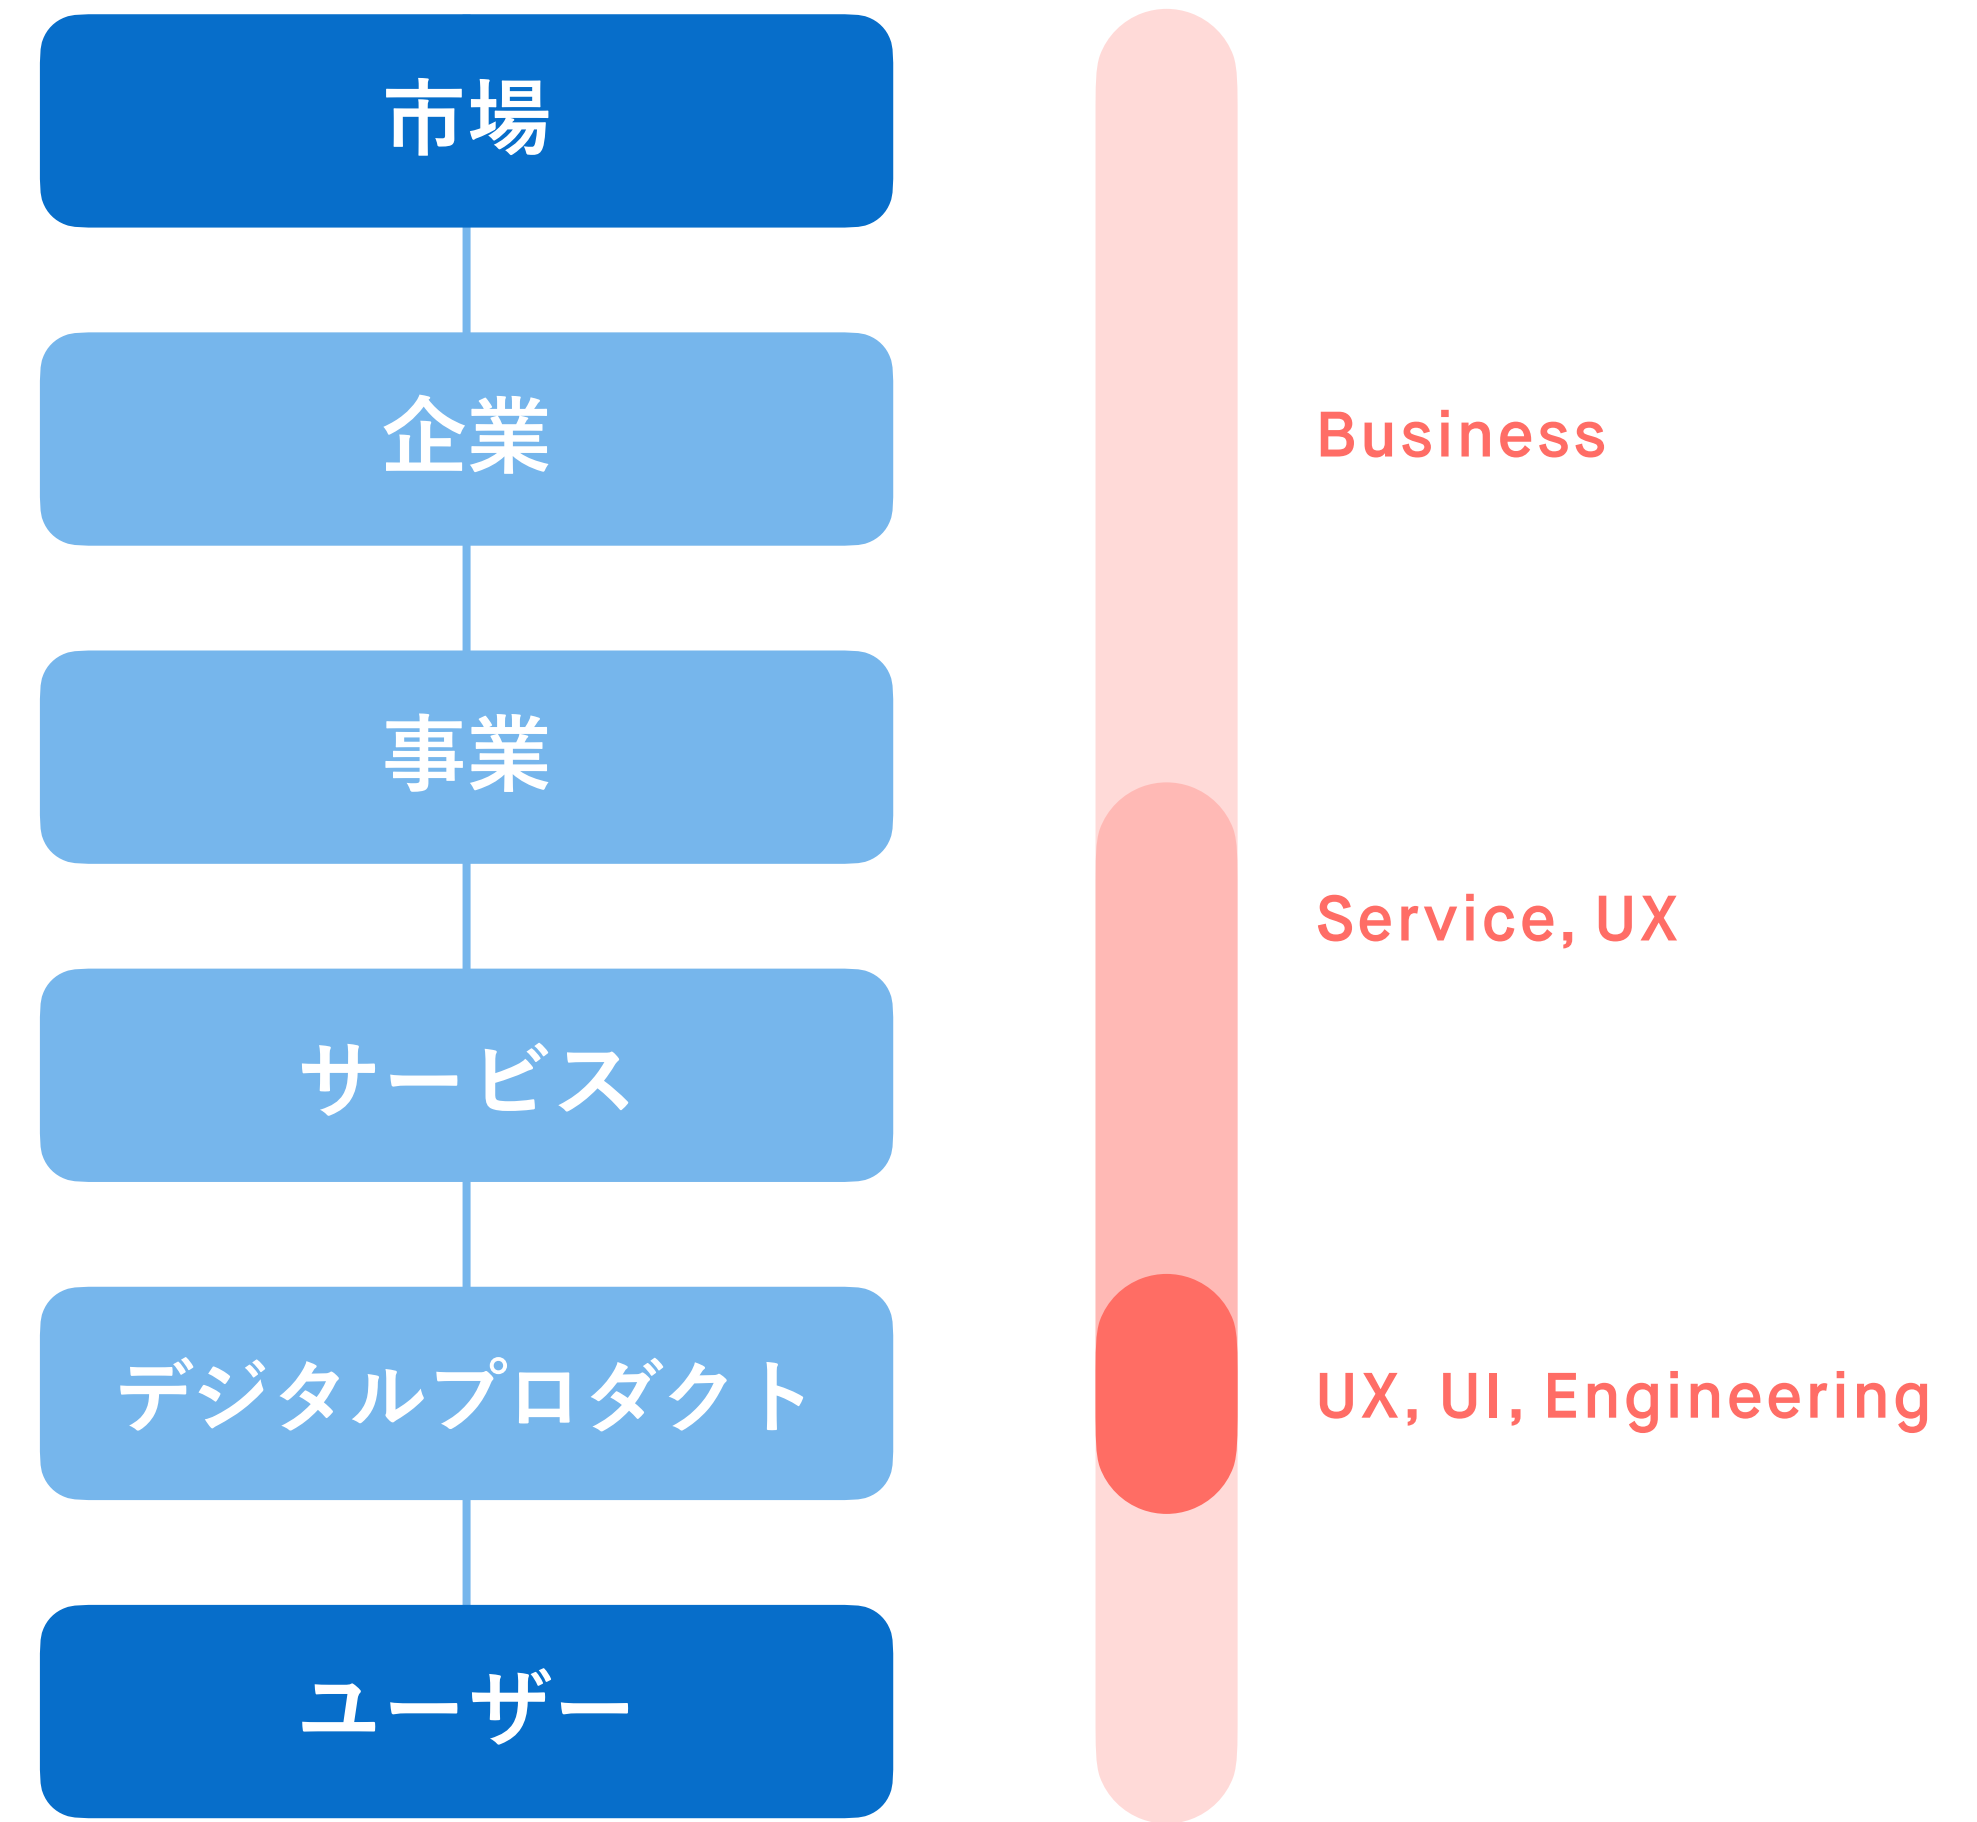 市場
企業
事業
サービス
デジタルプロダクト
ユーザー
Business
Service, UX
UX, UI, Engineering